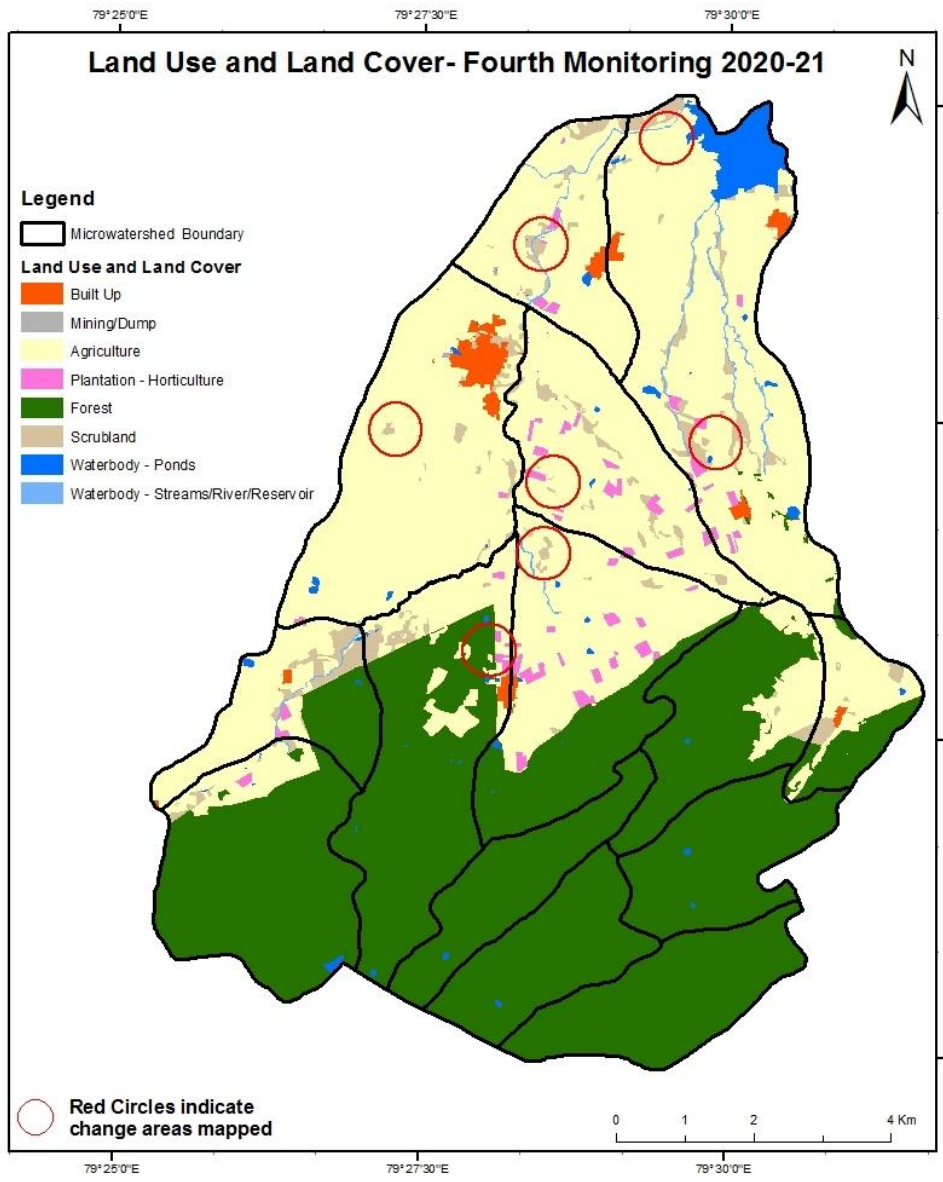 79°25'0"E 79°27'30"E 79°30'0"E
Land Use and Land Cover- Fourth Monitoring 2020-21
N
Legend
Microwatershed Boundary
Land Use and Land Cover
Built Up
Mining/Dump
Agriculture
Plantation - Horticulture
Forest
Scrubland
Waterbody - Ponds
Waterbody - Streams/River/Reservoir
Red Circles indicate
change areas mapped
0 1 2 4 Km
79°25'0"E 79°27'30"E 79°30'0"E